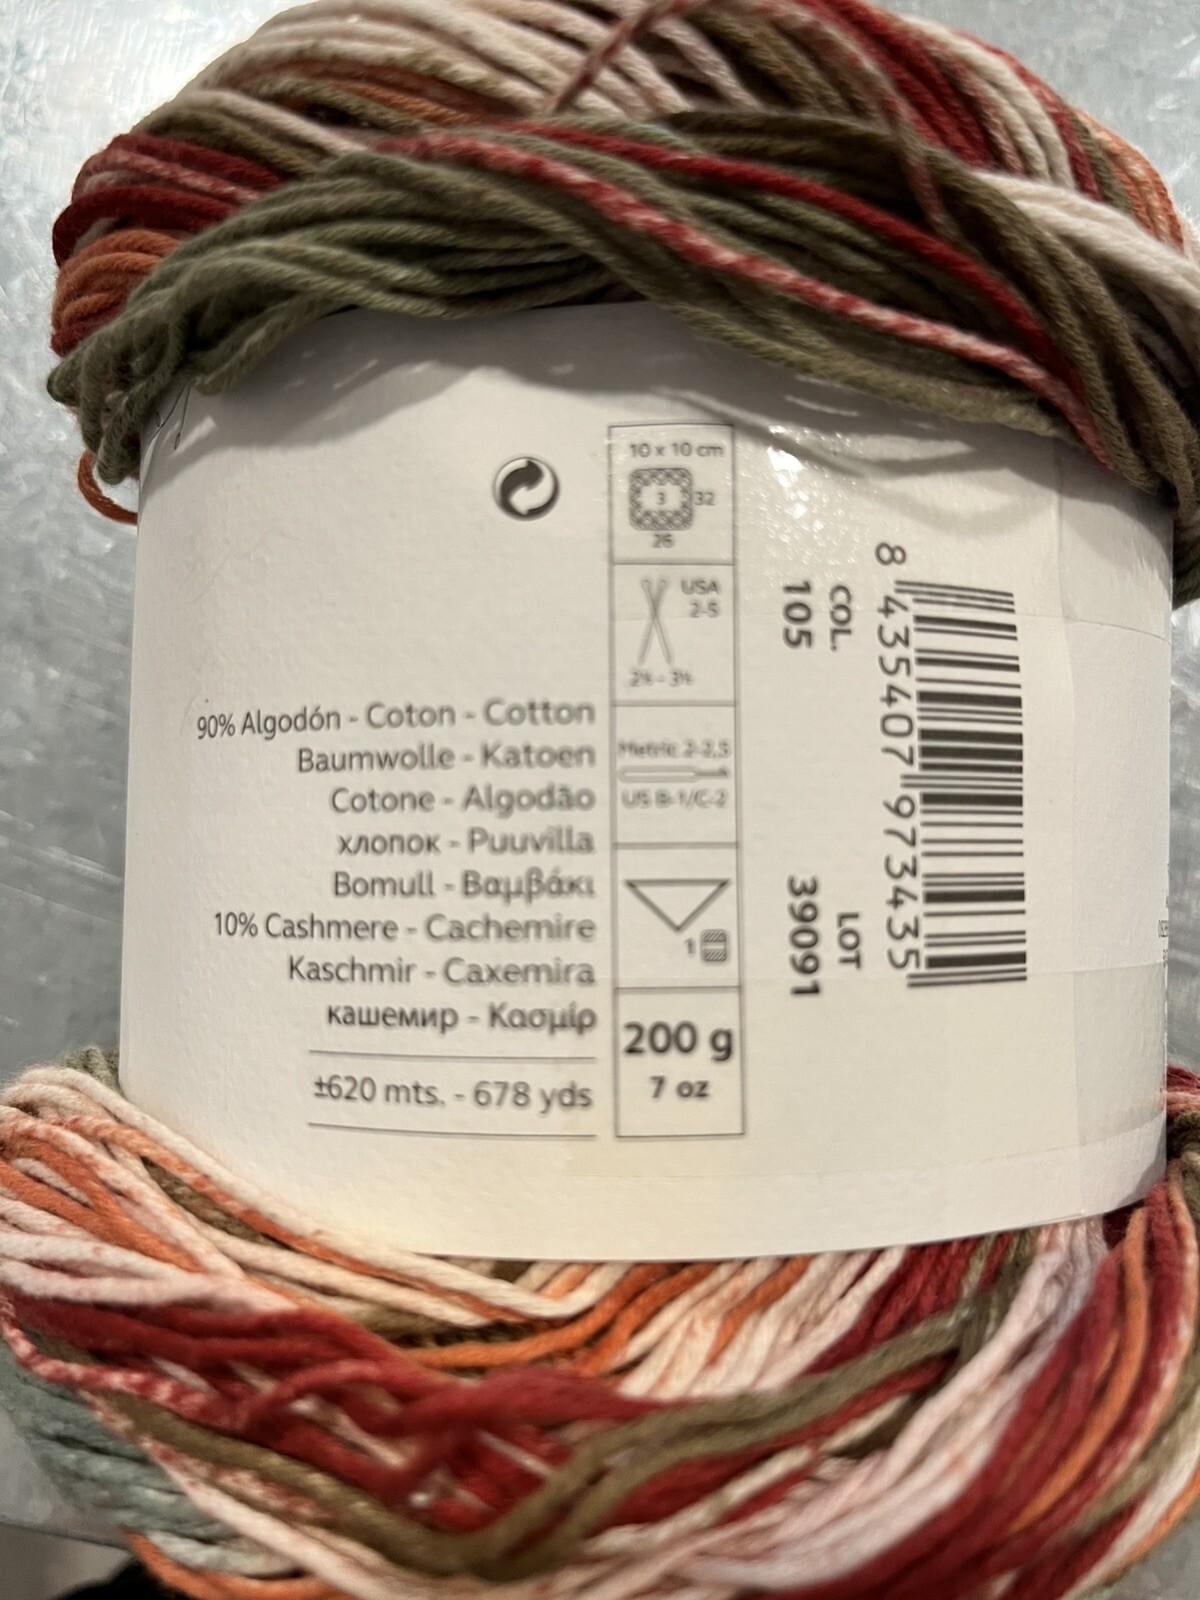 90% Algodón - Coton - Cotton
Baumwolle - Katoen
Cotone - Algodão
хлопок - Puuvilla
Bomull - Βαμβάκι
10% Cashmere - Cachemire
Kaschmir - Caxemira
кашемир - Κασμίρ
±620 mts. - 678 yds
10 x 10 cm
3
32
26
USA
2-5
2¾ - 3¾
Metric 2-2,5
US B-1/C-2
1
200 g
7 oz
COL.
105
LOT
39091
8 435407 973435